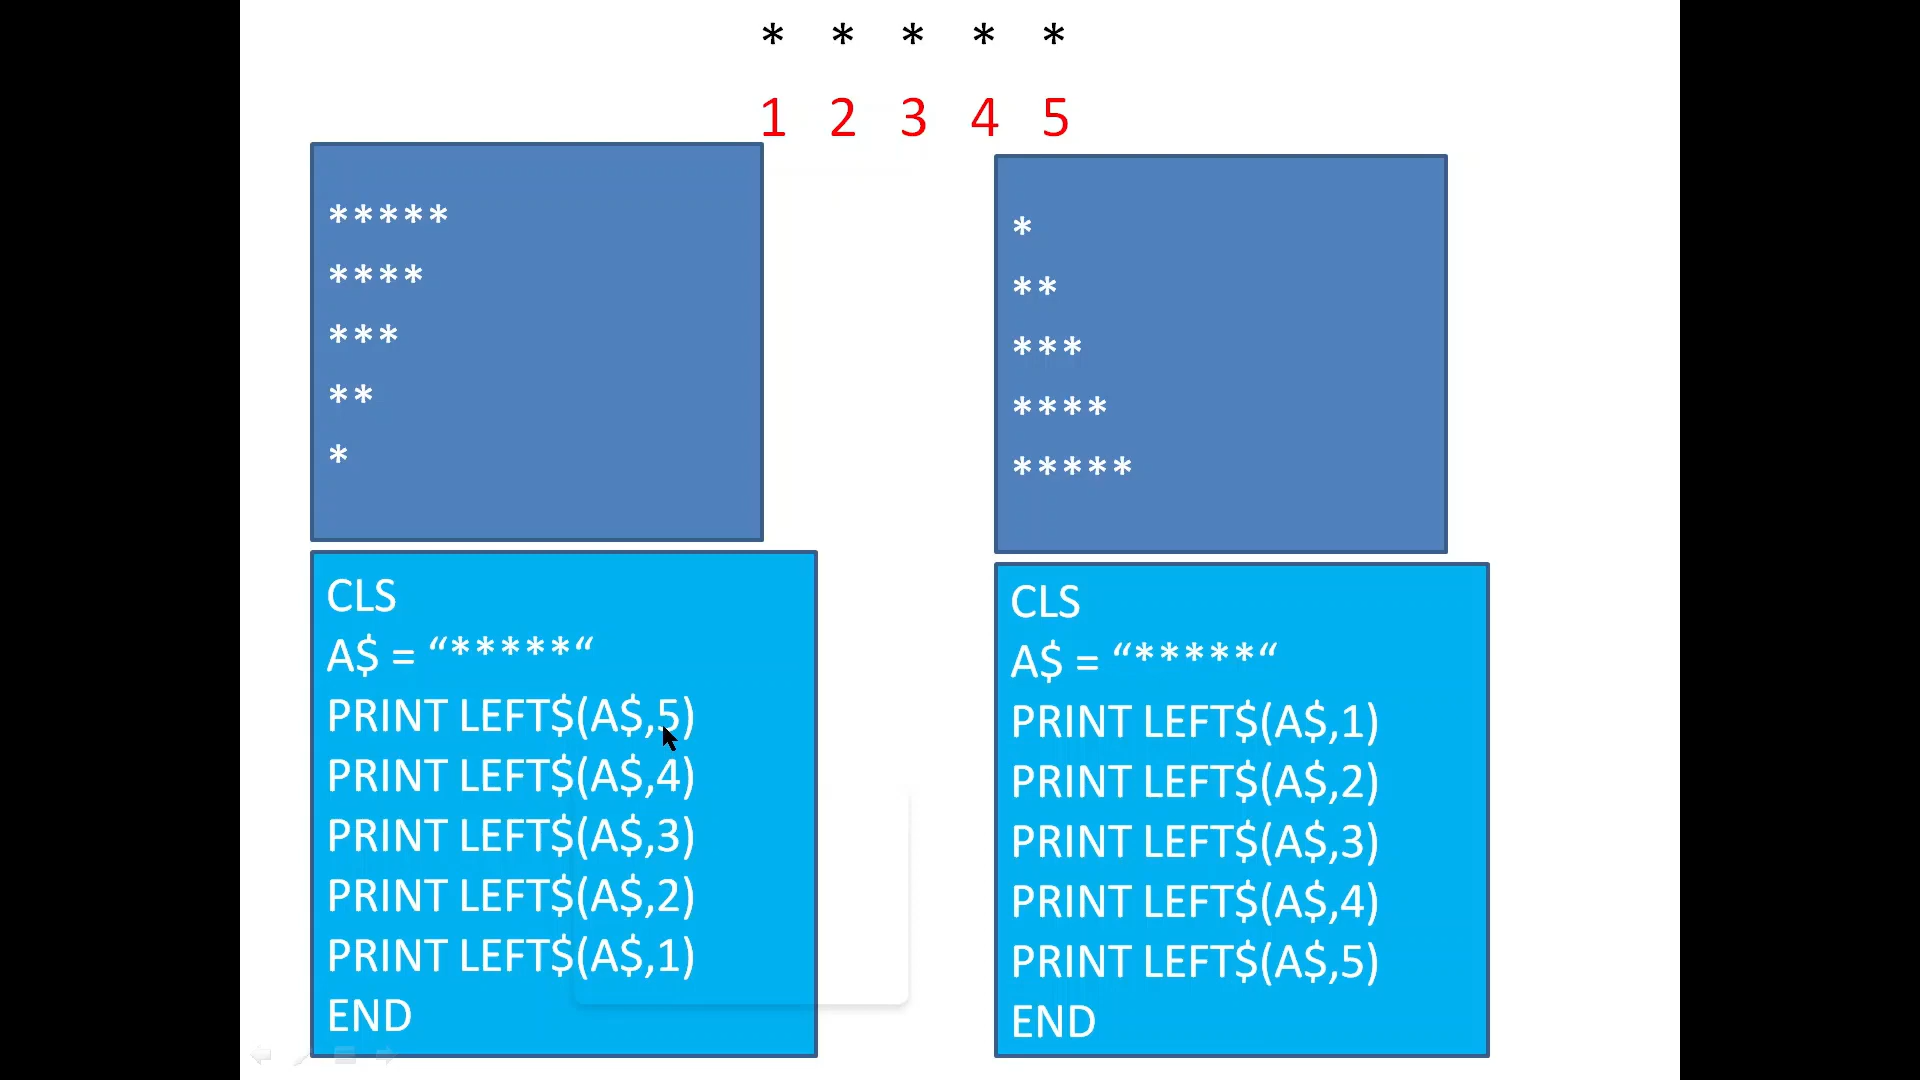 * * * * *
1 2 3 4 5
*****
****
***
**
*
*
**
***
****
*****
CLS
A$ = “*****“
PRINT LEFT$(A$,5)
PRINT LEFT$(A$,4)
PRINT LEFT$(A$,3)
PRINT LEFT$(A$,2)
PRINT LEFT$(A$,1)
END
CLS
A$ = “*****“
PRINT LEFT$(A$,1)
PRINT LEFT$(A$,2)
PRINT LEFT$(A$,3)
PRINT LEFT$(A$,4)
PRINT LEFT$(A$,5)
END